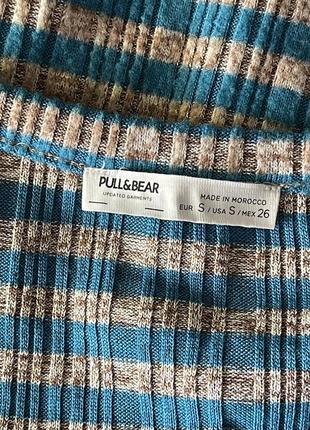 PULL&BEAR
UPDATED GARMENTS
MADE IN MOROCCO
EUR S / USA S / MEX 26